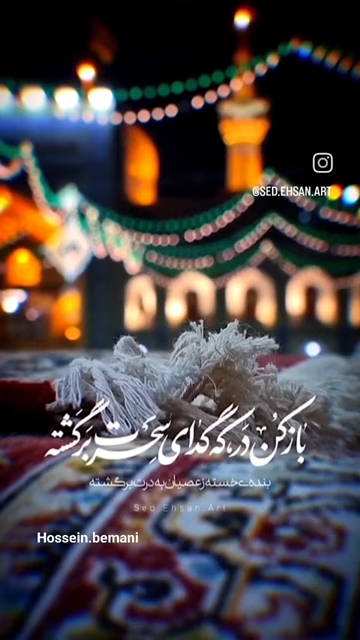 @SED.EHSAN.ART
باز کن در که گدای سحرت برگشته
بنده‌ے خسته ز عصیان به درت برگشته
Sed.Ehsan.Art
Hossein.bemani